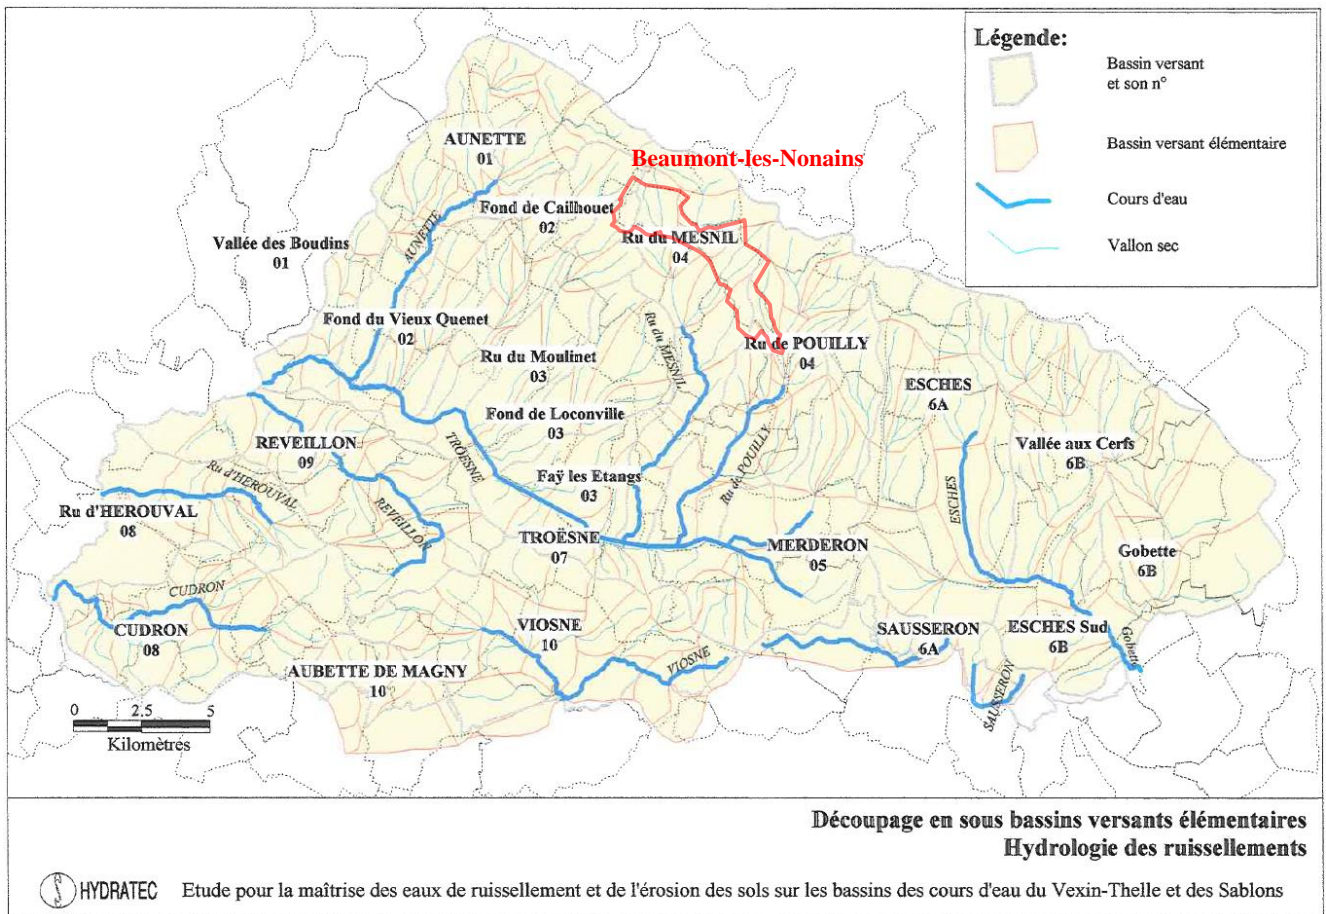 Légende:
Bassin versant
et son n°
Bassin versant élémentaire
Cours d'eau
Vallon sec
AUNETTE
01
Beaumont-les-Nonains
Fond de Cailhouet
02
AUNETTE
Vallée des Boudins
01
Ru du MESNIL
04
Fond du Vieux Quenet
02
Ru du MESNIL
Ru de POUILLY
04
Ru du Moulinet
03
ESCHES
6A
Fond de Loconville
03
REVEILLON
09
TROËSNE
Vallée aux Cerfs
6B
Ru d'HEROUVAL
Faÿ les Etangs
03
Ru de POUILLY
ESCHES
Ru d'HEROUVAL
08
REVEILLON
TROËSNE
07
MERDERON
05
Gobette
6B
CUDRON
CUDRON
08
VIOSNE
10
SAUSSERON
6A
ESCHES Sud
6B
Gobette
VIOSNE
AUBETTE DE MAGNY
10
SAUSSERON
0 2.5 5
Kilomètres
Découpage en sous bassins versants élémentaires
Hydrologie des ruissellements
HYDRATEC Etude pour la maîtrise des eaux de ruissellement et de l'érosion des sols sur les bassins des cours d'eau du Vexin-Thelle et des Sablons